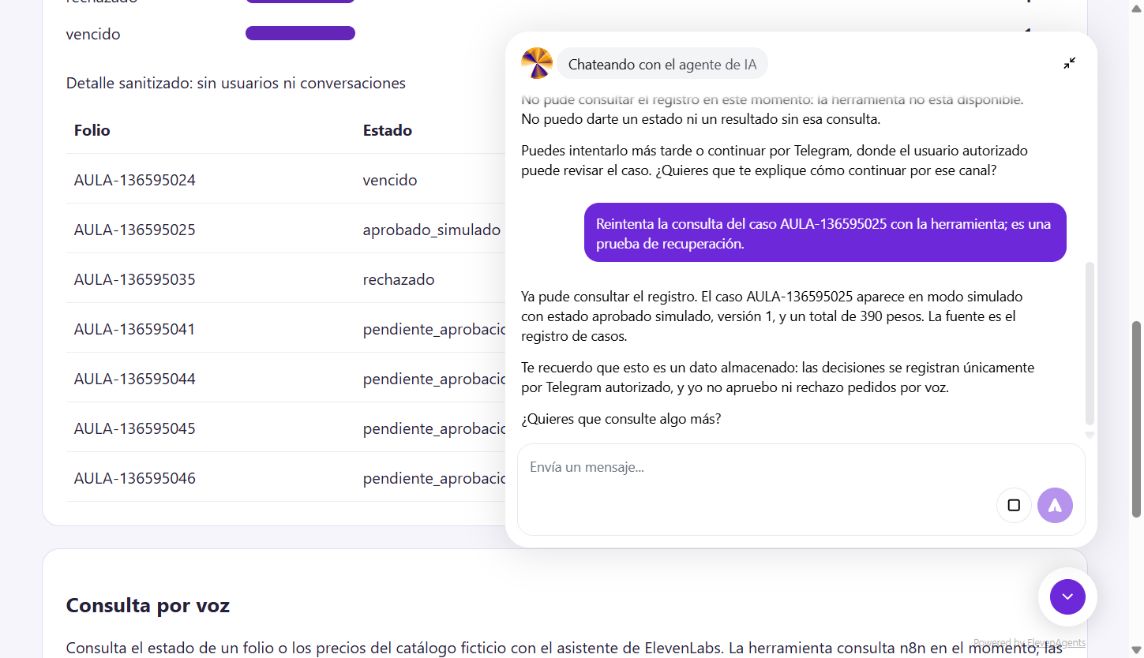 rechazado
vencido
Detalle sanitizado: sin usuarios ni conversaciones
Folio Estado
AULA-136595024 vencido
AULA-136595025 aprobado_simulado
AULA-136595035 rechazado
AULA-136595041 pendiente_aprobacio
AULA-136595044 pendiente_aprobacio
AULA-136595045 pendiente_aprobacio
AULA-136595046 pendiente_aprobacio
Chateando con el agente de IA
No pude consultar el registro en este momento: la herramienta no está disponible.
No puedo darte un estado ni un resultado sin esa consulta.
Puedes intentarlo más tarde o continuar por Telegram, donde el usuario autorizado
puede revisar el caso. ¿Quieres que te explique cómo continuar por ese canal?
Reintenta la consulta del caso AULA-136595025 con la herramienta; es una
prueba de recuperación.
Ya pude consultar el registro. El caso AULA-136595025 aparece en modo simulado
con estado aprobado simulado, versión 1, y un total de 390 pesos. La fuente es el
registro de casos.
Te recuerdo que esto es un dato almacenado: las decisiones se registran únicamente
por Telegram autorizado, y yo no apruebo ni rechazo pedidos por voz.
¿Quieres que consulte algo más?
Envía un mensaje...
Consulta por voz
Powered by ElevenAgents
Consulta el estado de un folio o los precios del catálogo ficticio con el asistente de ElevenLabs. La herramienta consulta n8n en el momento; las